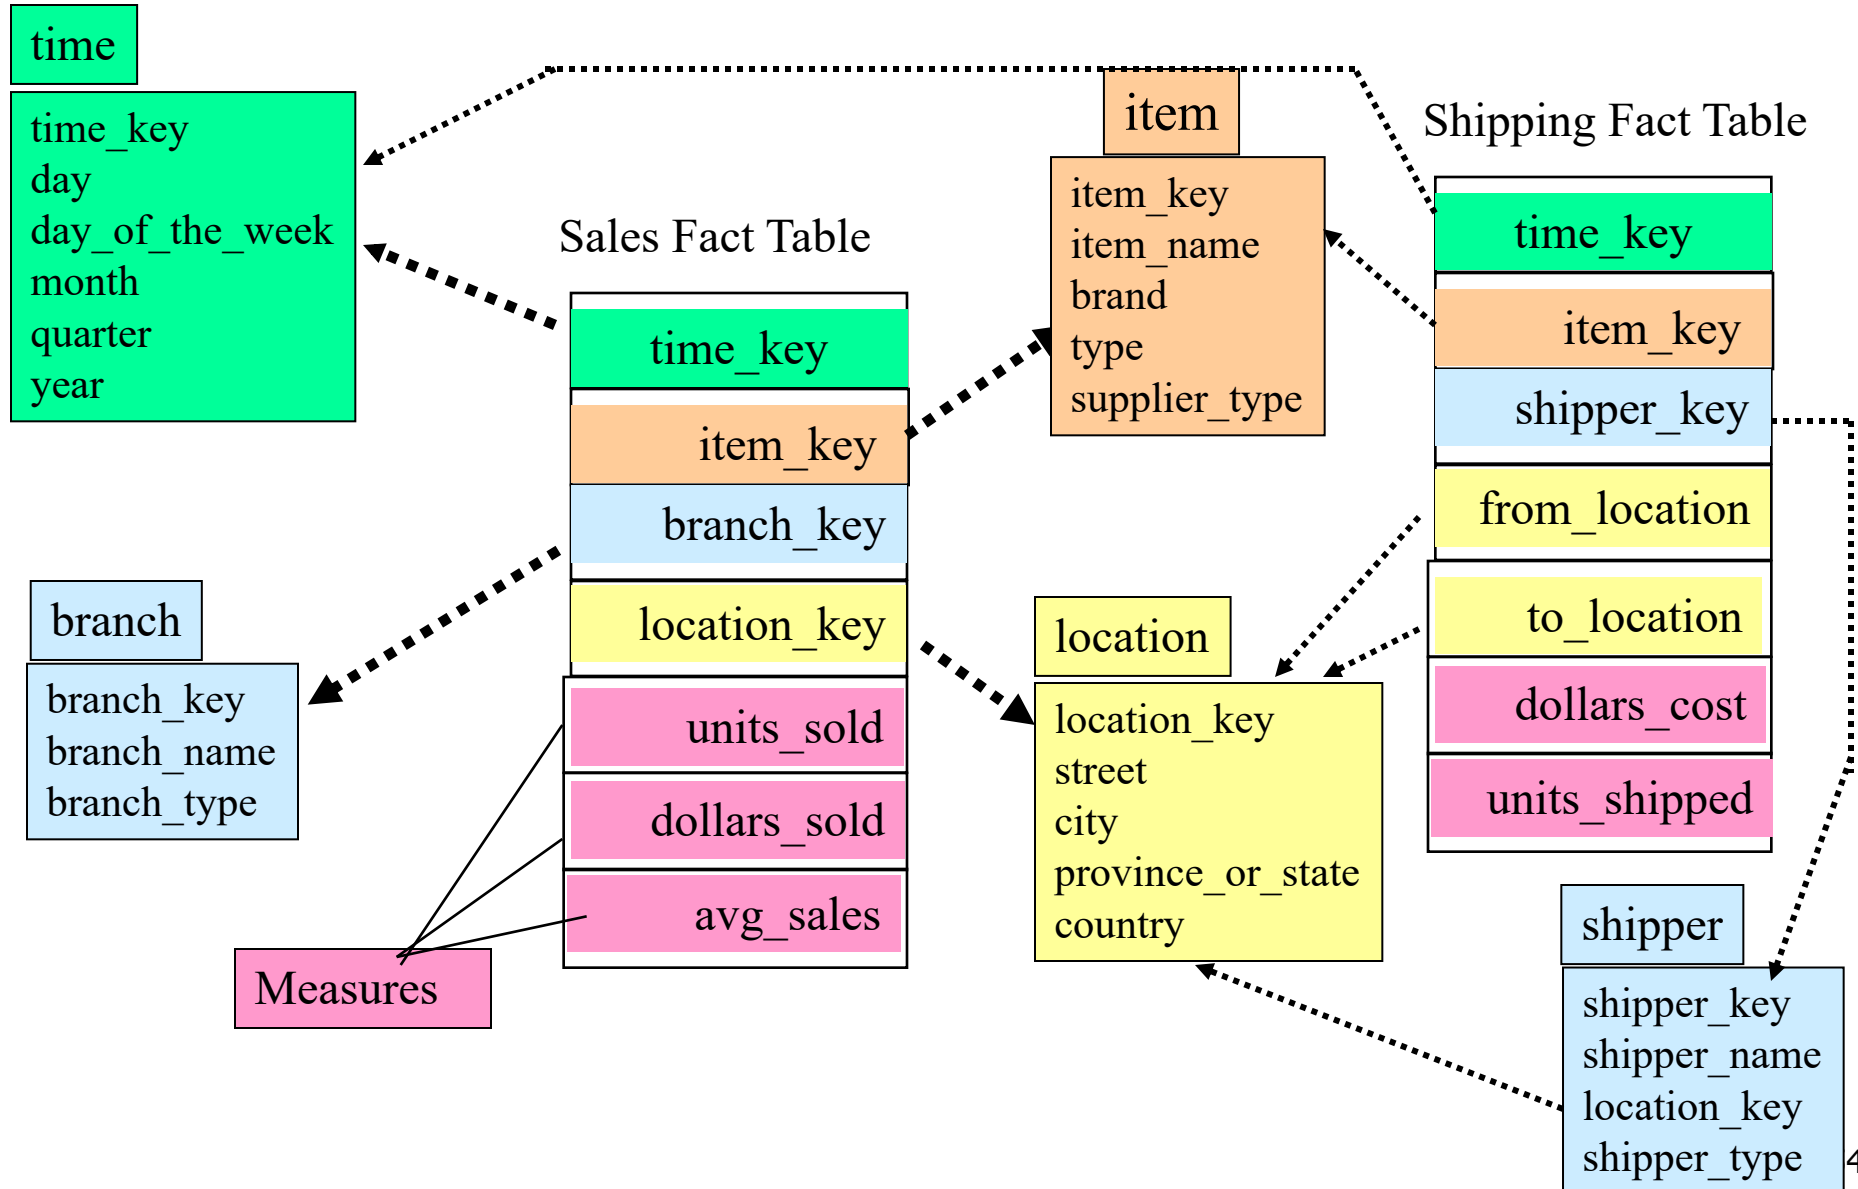 time
time_key
day
day_of_the_week
month
quarter
year
Sales Fact Table
time_key
item_key
branch_key
location_key
units_sold
dollars_sold
avg_sales
Measures
branch
branch_key
branch_name
branch_type
item
item_key
item_name
brand
type
supplier_type
location
location_key
street
city
province_or_state
country
Shipping Fact Table
time_key
item_key
shipper_key
from_location
to_location
dollars_cost
units_shipped
shipper
shipper_key
shipper_name
location_key
shipper_type